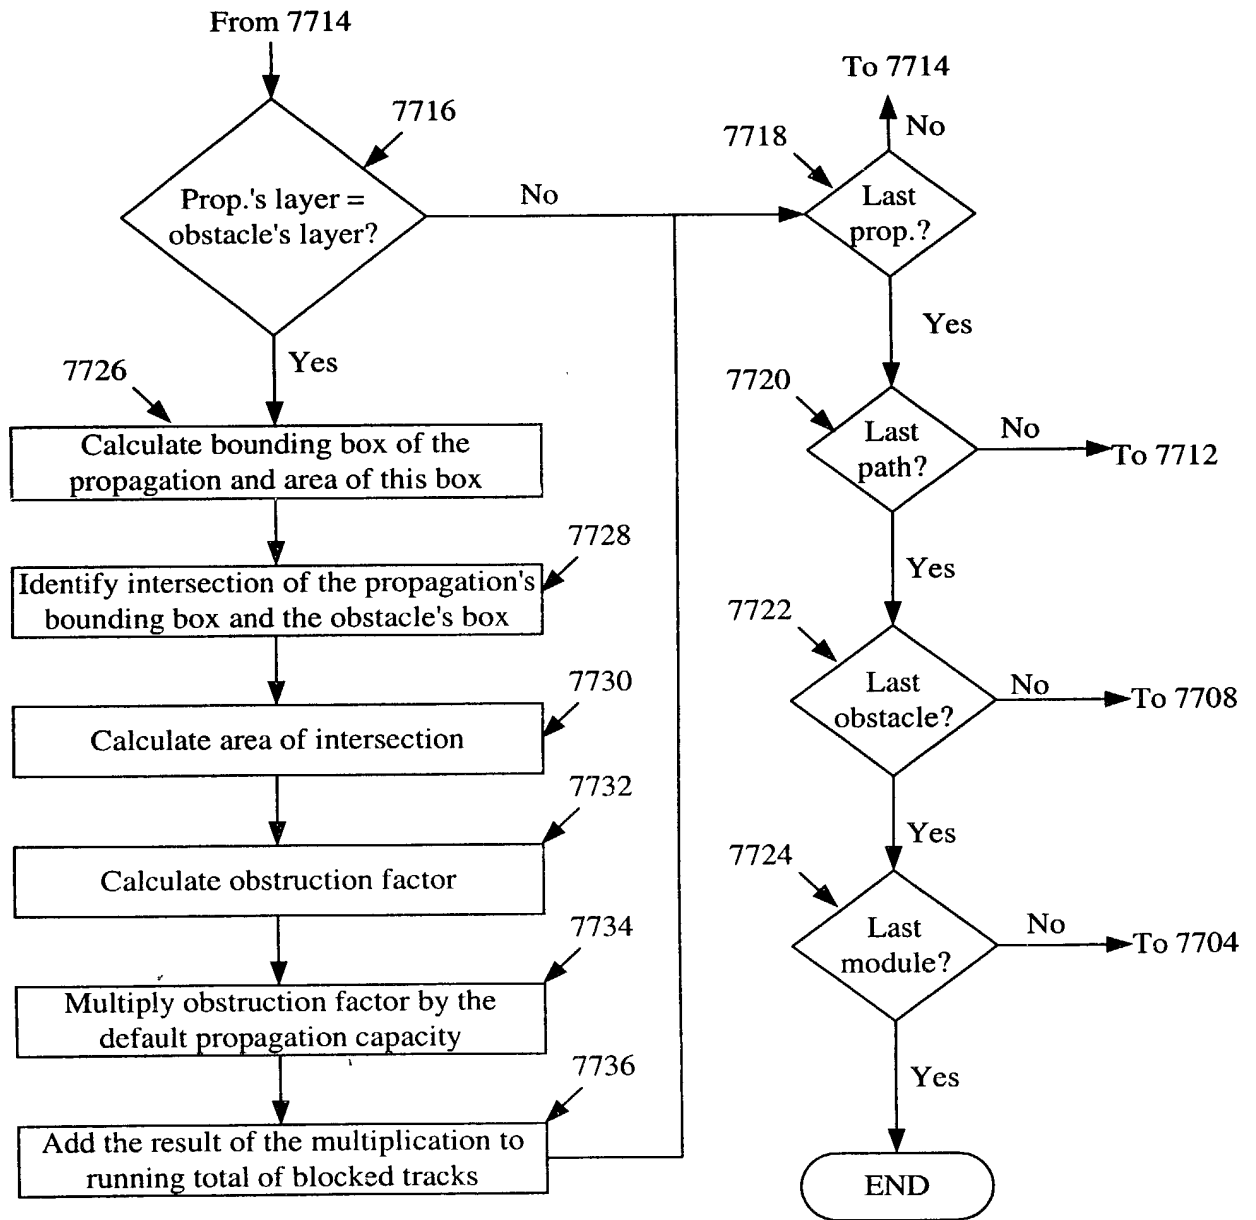 From 7714
7716
Prop.'s layer =
obstacle's layer?
No
Yes
7726
Calculate bounding box of the
propagation and area of this box
7728
Identify intersection of the propagation's
bounding box and the obstacle's box
7730
Calculate area of intersection
7732
Calculate obstruction factor
7734
Multiply obstruction factor by the
default propagation capacity
7736
Add the result of the multiplication to
running total of blocked tracks
To 7714
No
7718
Last
prop.?
Yes
7720
Last
path?
No
To 7712
Yes
7722
Last
obstacle?
No
To 7708
Yes
7724
Last
module?
No
To 7704
Yes
END